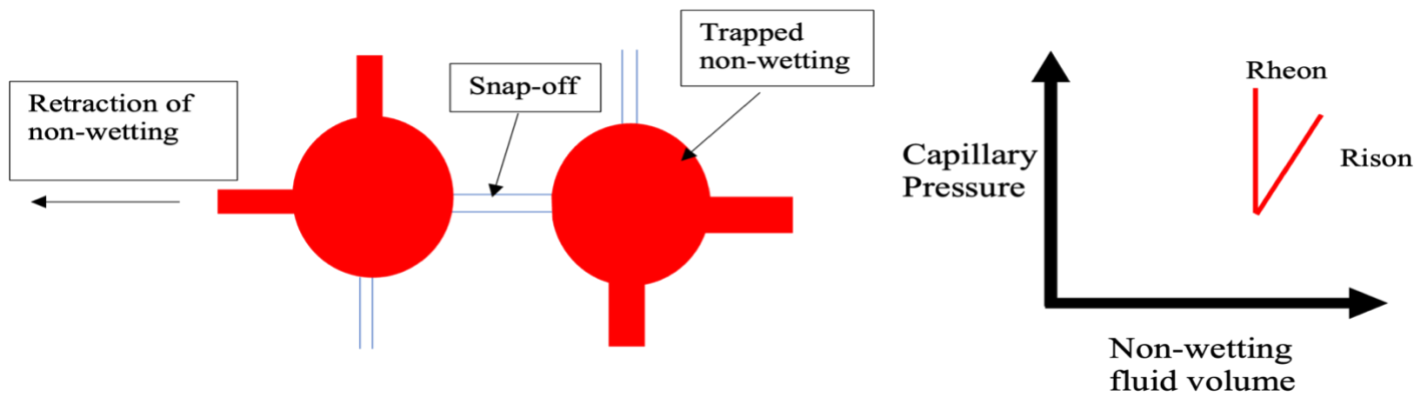 Retraction of
non-wetting
Snap-off
Trapped
non-wetting
Capillary
Pressure
Rheon
Rison
Non-wetting
fluid volume